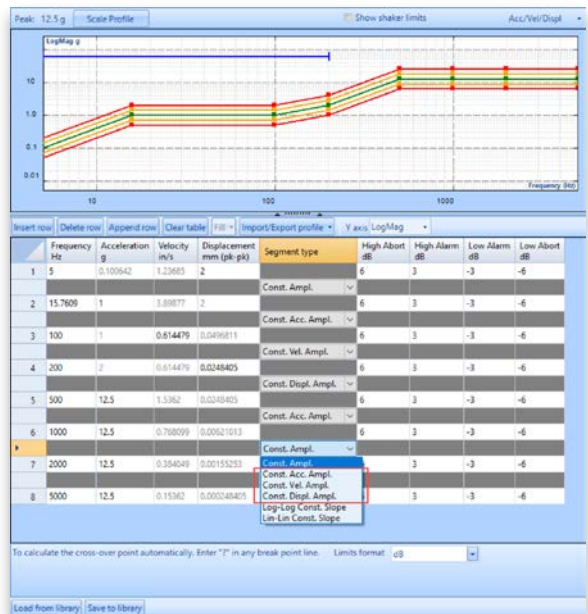 Peak: 12.5 g Scale Profile Show shaker limits Acc/Vel/Displ
LogMag g
10
1.0
0.1
0.01
Frequency (Hz)
10 100 1000
Insert row Delete row Append row Clear table Fill Import/Export profile Y axis LogMag
Frequency Hz Acceleration g Velocity in/s Displacement mm (pk-pk) Segment type High Abort dB High Alarm dB Low Alarm dB Low Abort dB
1 5 0.100642 1.23685 2 6 3 -3 -6
Const. Ampl.
2 15.7609 1 3.89877 2 6 3 -3 -6
Const. Acc. Ampl.
3 100 1 0.614479 0.0496811 6 3 -3 -6
Const. Vel. Ampl.
4 200 2 0.614479 0.0248405 6 3 -3 -6
Const. Displ. Ampl.
5 500 12.5 1.5362 0.0248405 6 3 -3 -6
Const. Acc. Ampl.
6 1000 12.5 0.768099 0.00621013 6 3 -3 -6
Const. Ampl.
7 2000 12.5 0.384049 0.00155253 Const. Ampl. 3 -3 -6
Const. Acc. Ampl.
Const. Vel. Ampl.
8 5000 12.5 0.15362 0.000248405 Const. Displ. Ampl. 3 -3 -6
Log-Log Const. Slope
Lin-Lin Const. Slope
To calculate the cross-over point automatically. Enter "?" in any break point line. Limits format dB
Load from library Save to library